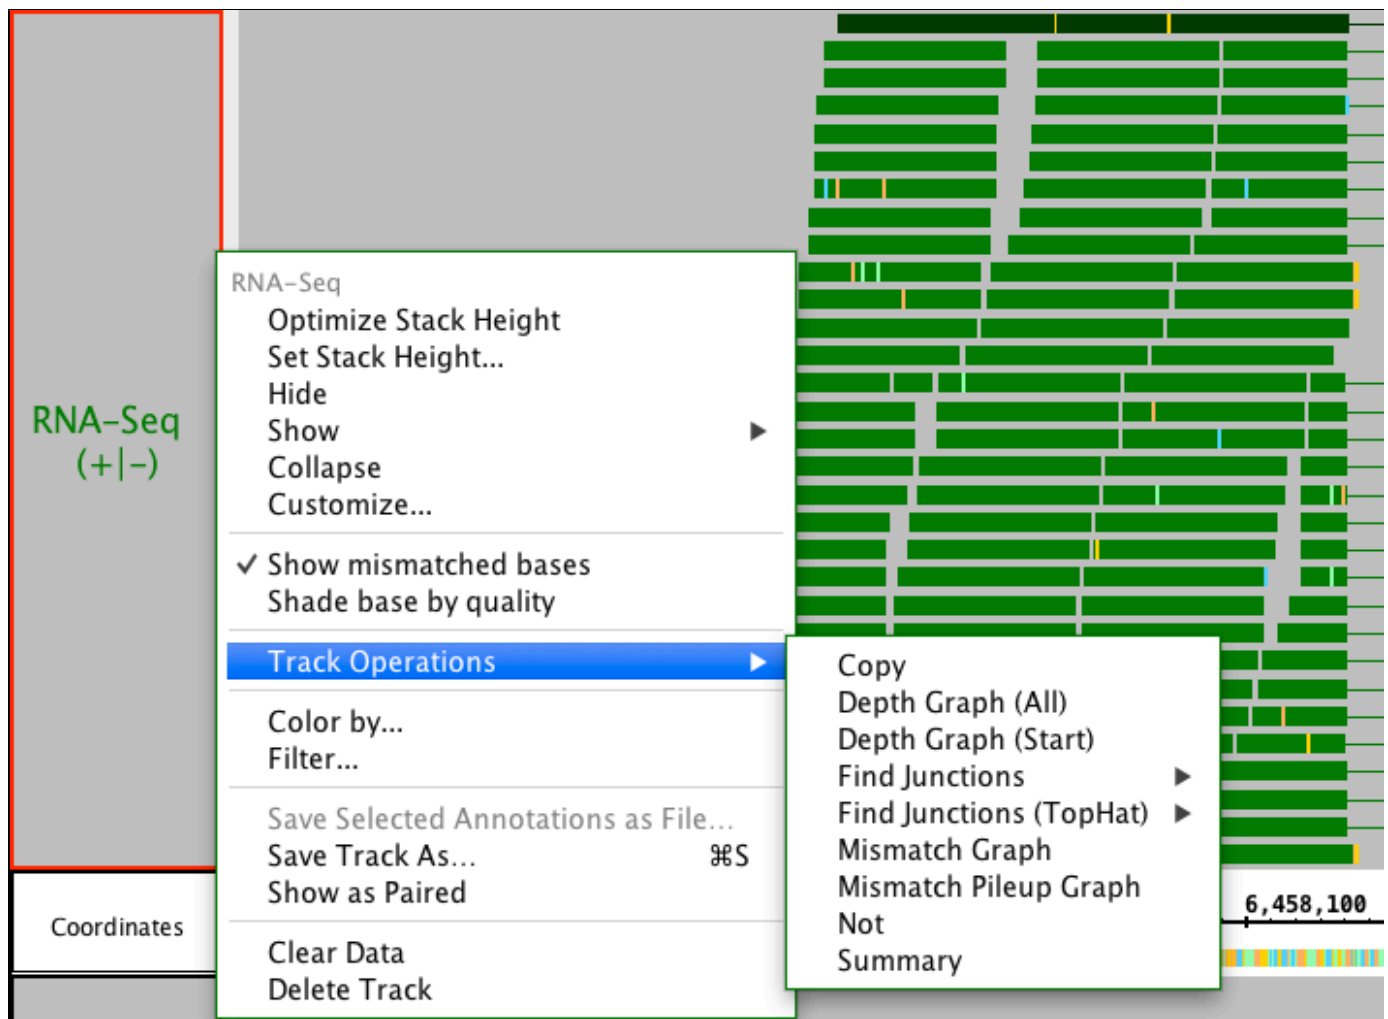 RNA-Seq
(+|-)
RNA-Seq
Optimize Stack Height
Set Stack Height...
Hide
Show
Collapse
Customize...
✓ Show mismatched bases
Shade base by quality
Track Operations
Color by...
Filter...
Save Selected Annotations as File...
Save Track As... ⌘S
Show as Paired
Clear Data
Delete Track
Copy
Depth Graph (All)
Depth Graph (Start)
Find Junctions
Find Junctions (TopHat)
Mismatch Graph
Mismatch Pileup Graph
Not
Summary
Coordinates
6,458,100